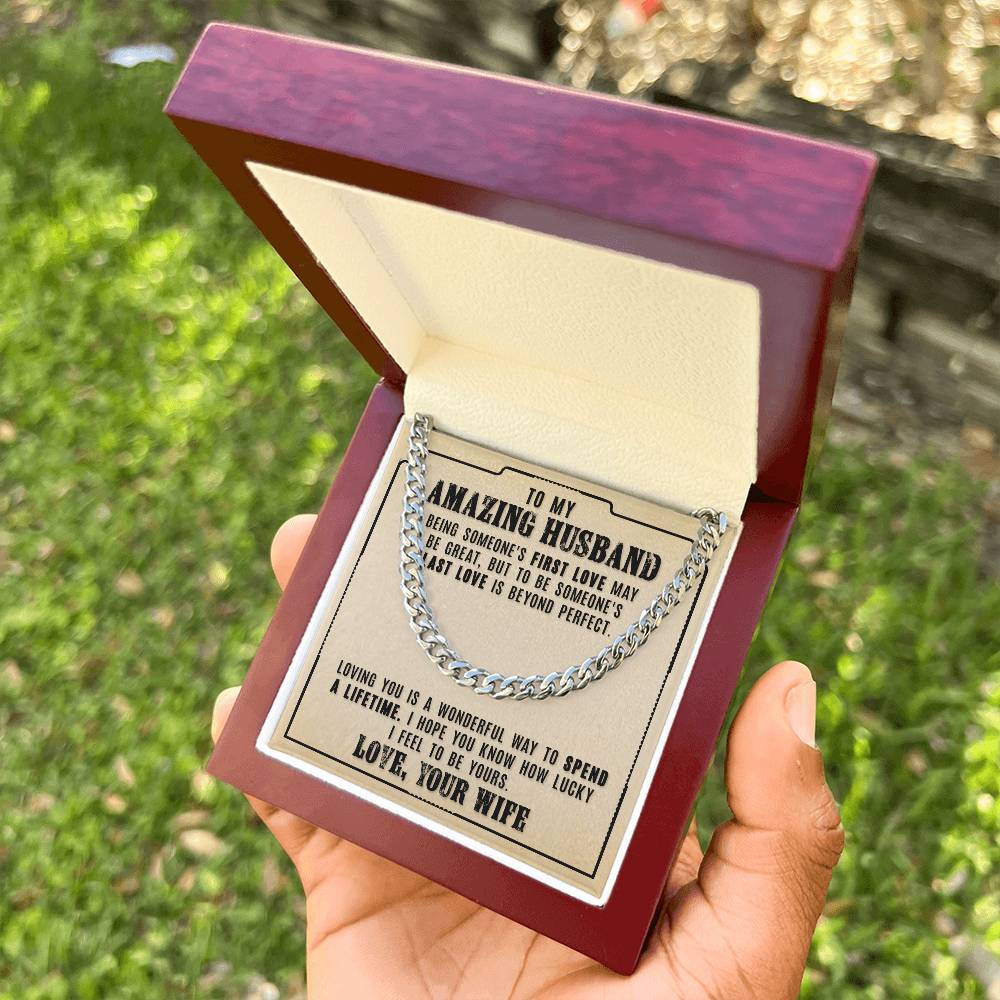 TO MY
AMAZING HUSBAND
BEING SOMEONE'S FIRST LOVE MAY
BE GREAT, BUT TO BE SOMEONE'S
LAST LOVE IS BEYOND PERFECT.
LOVING YOU IS A WONDERFUL WAY TO SPEND
A LIFETIME. I HOPE YOU KNOW HOW LUCKY
I FEEL TO BE YOURS.
LOVE, YOUR WIFE